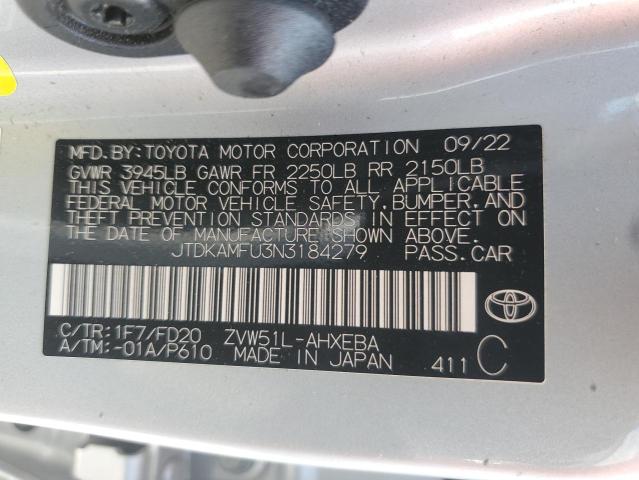 MFD.BY:TOYOTA MOTOR CORPORATION 09/22
GVWR 3945LB GAWR FR 2250LB RR 2150LB
THIS VEHICLE CONFORMS TO ALL APPLICABLE
FEDERAL MOTOR VEHICLE SAFETY,BUMPER,AND
THEFT PREVENTION STANDARDS IN EFFECT ON
THE DATE OF MANUFACTURE SHOWN ABOVE.
JTDKAMFU3N3184279 PASS.CAR
C/TR:1F7/FD20 ZVW51L-AHXEBA
A/TM:-01A/P610 MADE IN JAPAN 411 C